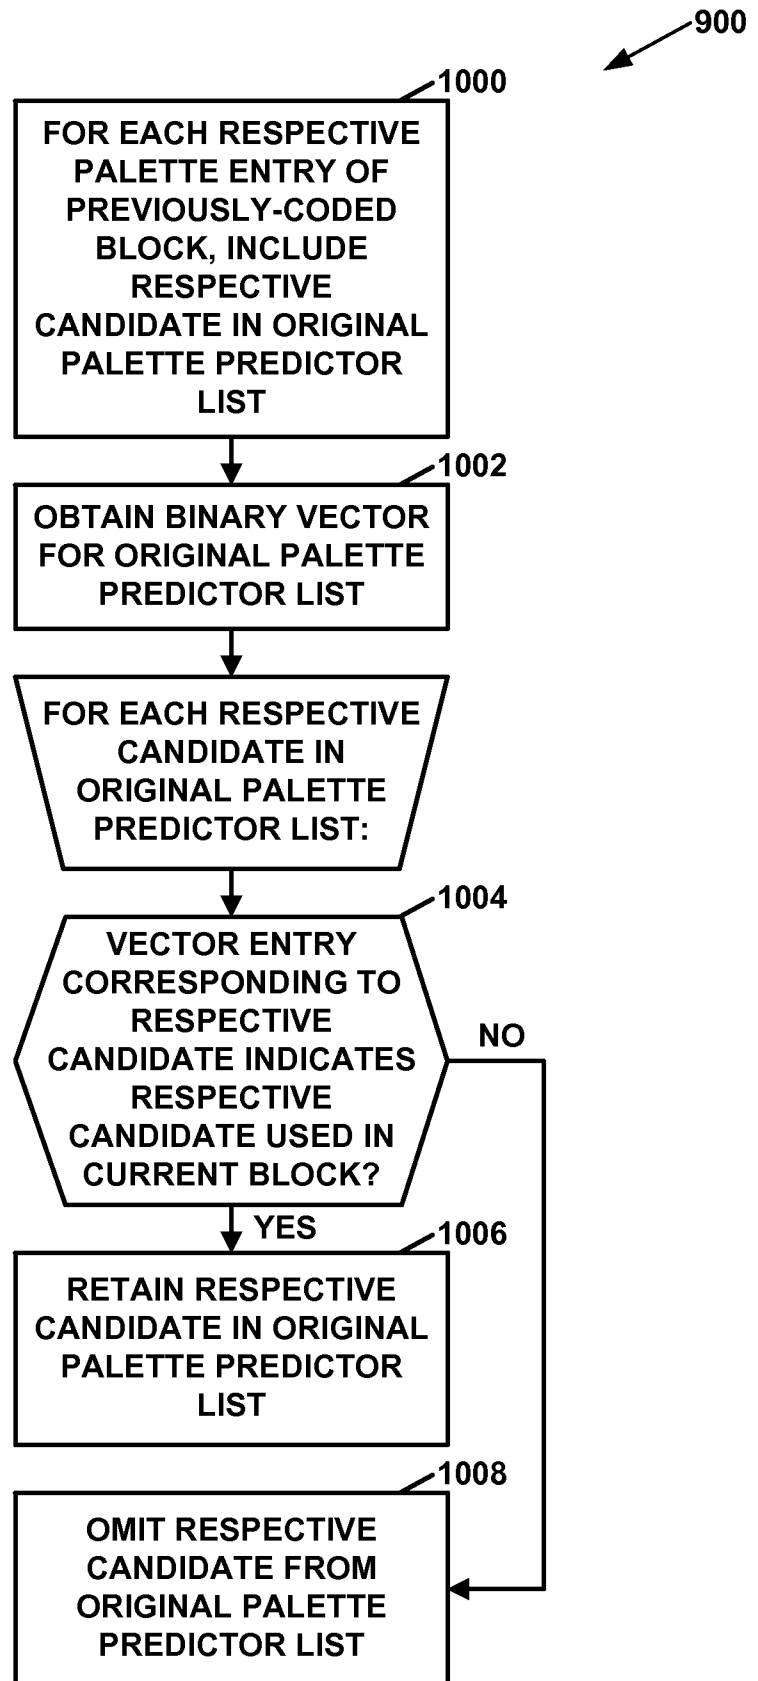 900
1000
FOR EACH RESPECTIVE
PALETTE ENTRY OF
PREVIOUSLY-CODED
BLOCK, INCLUDE
RESPECTIVE
CANDIDATE IN ORIGINAL
PALETTE PREDICTOR
LIST
1002
OBTAIN BINARY VECTOR
FOR ORIGINAL PALETTE
PREDICTOR LIST
FOR EACH RESPECTIVE
CANDIDATE IN
ORIGINAL PALETTE
PREDICTOR LIST:
1004
VECTOR ENTRY
CORRESPONDING TO
RESPECTIVE
CANDIDATE INDICATES
RESPECTIVE
CANDIDATE USED IN
CURRENT BLOCK?
NO
YES
1006
RETAIN RESPECTIVE
CANDIDATE IN ORIGINAL
PALETTE PREDICTOR
LIST
1008
OMIT RESPECTIVE
CANDIDATE FROM
ORIGINAL PALETTE
PREDICTOR LIST